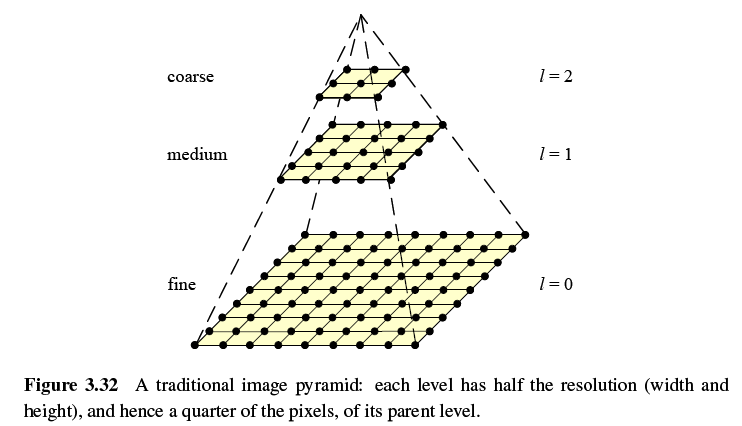 coarse
l = 2
medium
l = 1
fine
l = 0
Figure 3.32 A traditional image pyramid: each level has half the resolution (width and
height), and hence a quarter of the pixels, of its parent level.